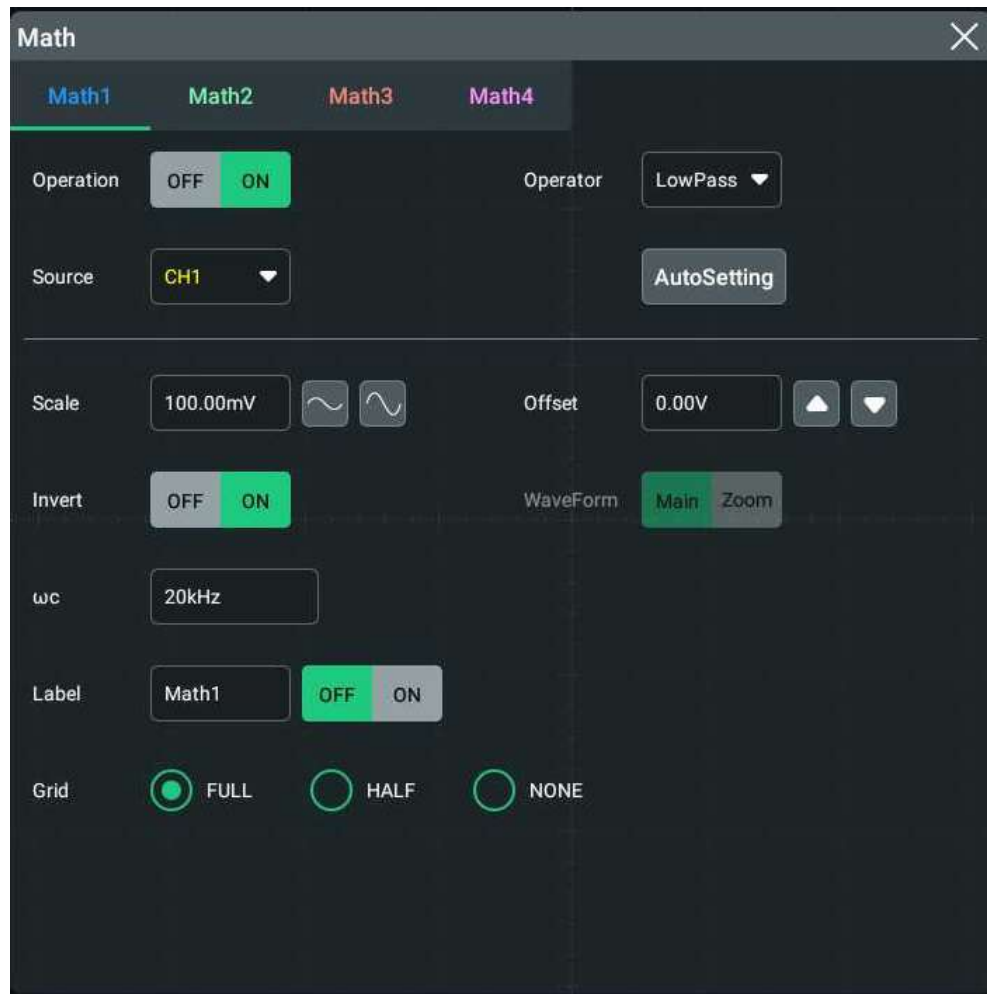 Math
Math1 Math2 Math3 Math4
Operation OFF ON Operator LowPass
Source CH1 AutoSetting
Scale 100.00mV Offset 0.00V
Invert OFF ON WaveForm Main Zoom
ωc 20kHz
Label Math1 OFF ON
Grid FULL HALF NONE